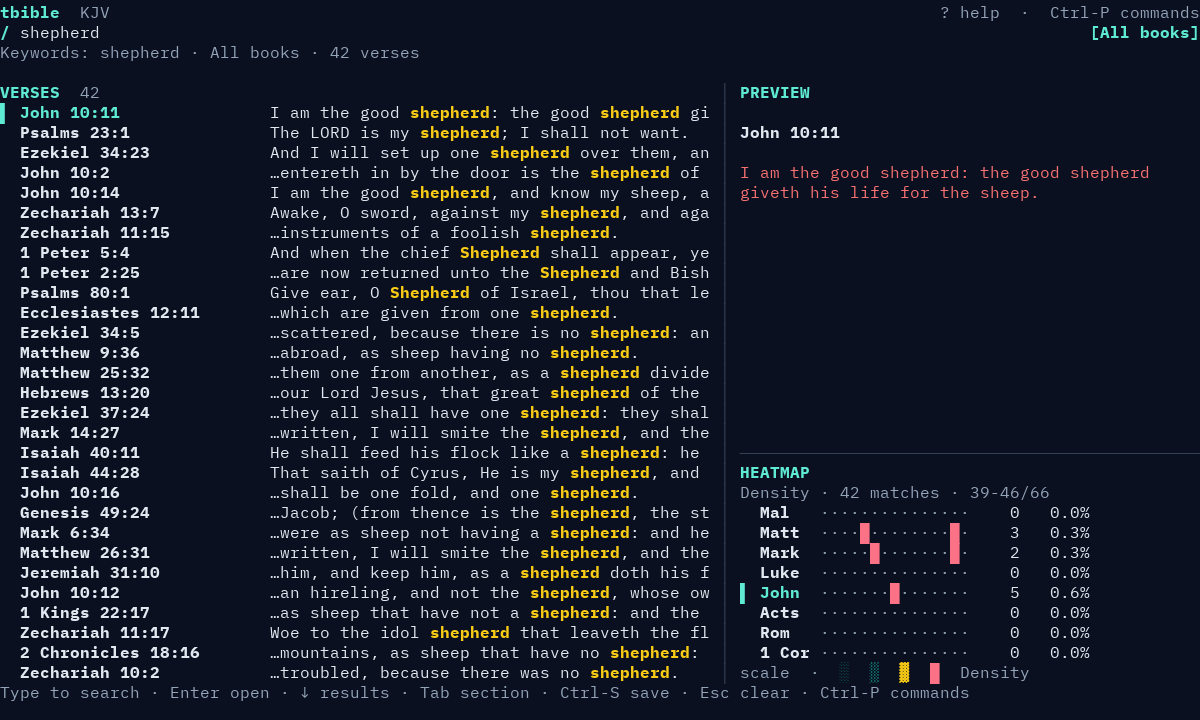 tbible  KJV  ? help  ·  Ctrl-P commands
/ shepherd  [All books]
Keywords: shepherd · All books · 42 verses
VERSES  42
John 10:11  I am the good shepherd: the good shepherd gi
Psalms 23:1  The LORD is my shepherd; I shall not want.
Ezekiel 34:23  And I will set up one shepherd over them, an
John 10:2  …entereth in by the door is the shepherd of
John 10:14  I am the good shepherd, and know my sheep, a
Zechariah 13:7  Awake, O sword, against my shepherd, and aga
Zechariah 11:15  …instruments of a foolish shepherd.
1 Peter 5:4  And when the chief Shepherd shall appear, ye
1 Peter 2:25  …are now returned unto the Shepherd and Bish
Psalms 80:1  Give ear, O Shepherd of Israel, thou that le
Ecclesiastes 12:11  …which are given from one shepherd.
Ezekiel 34:5  …scattered, because there is no shepherd: an
Matthew 9:36  …abroad, as sheep having no shepherd.
Matthew 25:32  …them one from another, as a shepherd divide
Hebrews 13:20  …our Lord Jesus, that great shepherd of the
Ezekiel 37:24  …they all shall have one shepherd: they shal
Mark 14:27  …written, I will smite the shepherd, and the
Isaiah 40:11  He shall feed his flock like a shepherd: he
Isaiah 44:28  That saith of Cyrus, He is my shepherd, and
John 10:16  …shall be one fold, and one shepherd.
Genesis 49:24  …Jacob; (from thence is the shepherd, the st
Mark 6:34  …were as sheep not having a shepherd: and he
Matthew 26:31  …written, I will smite the shepherd, and the
Jeremiah 31:10  …him, and keep him, as a shepherd doth his f
John 10:12  …an hireling, and not the shepherd, whose ow
1 Kings 22:17  …as sheep that have not a shepherd: and the
Zechariah 11:17  Woe to the idol shepherd that leaveth the fl
2 Chronicles 18:16  …mountains, as sheep that have no shepherd:
Zechariah 10:2  …troubled, because there was no shepherd.
PREVIEW
John 10:11
I am the good shepherd: the good shepherd
giveth his life for the sheep.
HEATMAP
Density · 42 matches · 39-46/66
Mal  0  0.0%
Matt  3  0.3%
Mark  2  0.3%
Luke  0  0.0%
John  5  0.6%
Acts  0  0.0%
Rom  0  0.0%
1 Cor  0  0.0%
scale  ·  Density
Type to search · Enter open · ↓ results · Tab section · Ctrl-S save · Esc clear · Ctrl-P commands